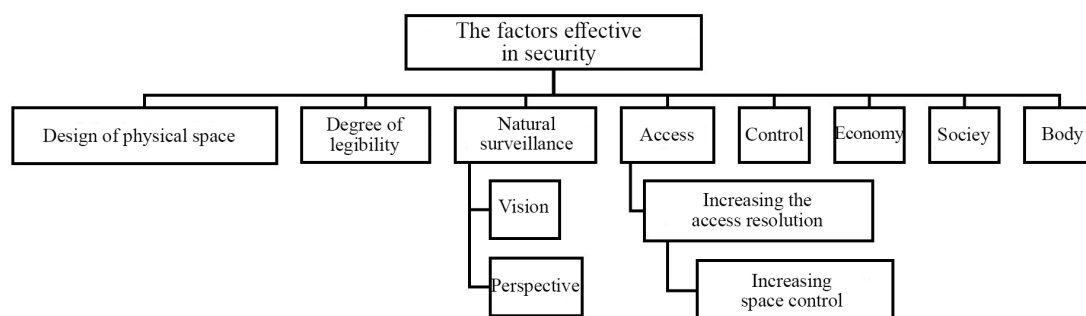 The factors effective
in security
Design of physical space
Degree of
legibility
Natural
surveillance
Access
Control
Economy
Sociey
Body
Vision
Increasing the
access resolution
Perspective
Increasing
space control